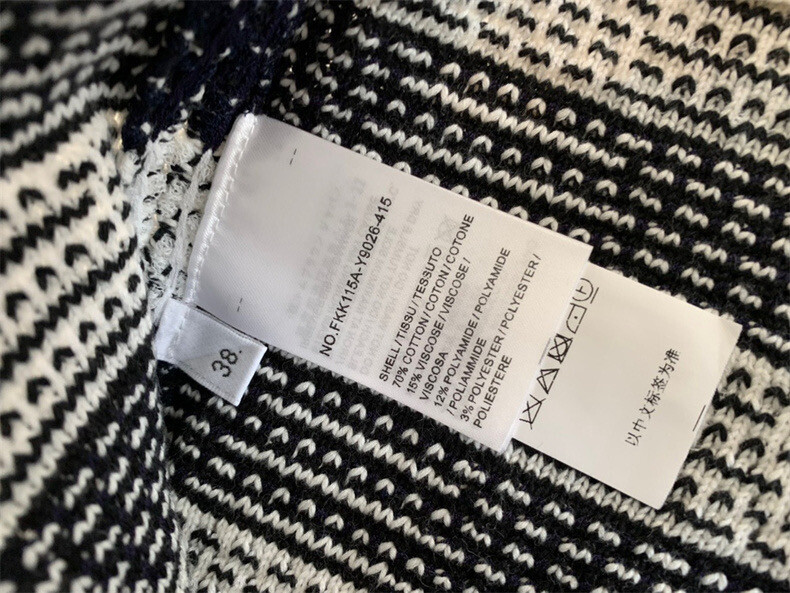 NO.FKK115A-Y9026-415
SHELL / TISSU / TESSUTO
70% COTTON / COTON / COTONE
15% VISCOSE / VISCOSE /
VISCOSA
12% POLYAMIDE / POLYAMIDE
/ POLIAMMIDE
3% POLYESTER / POLYESTER /
POLIESTERE
38.
以中文标签为准